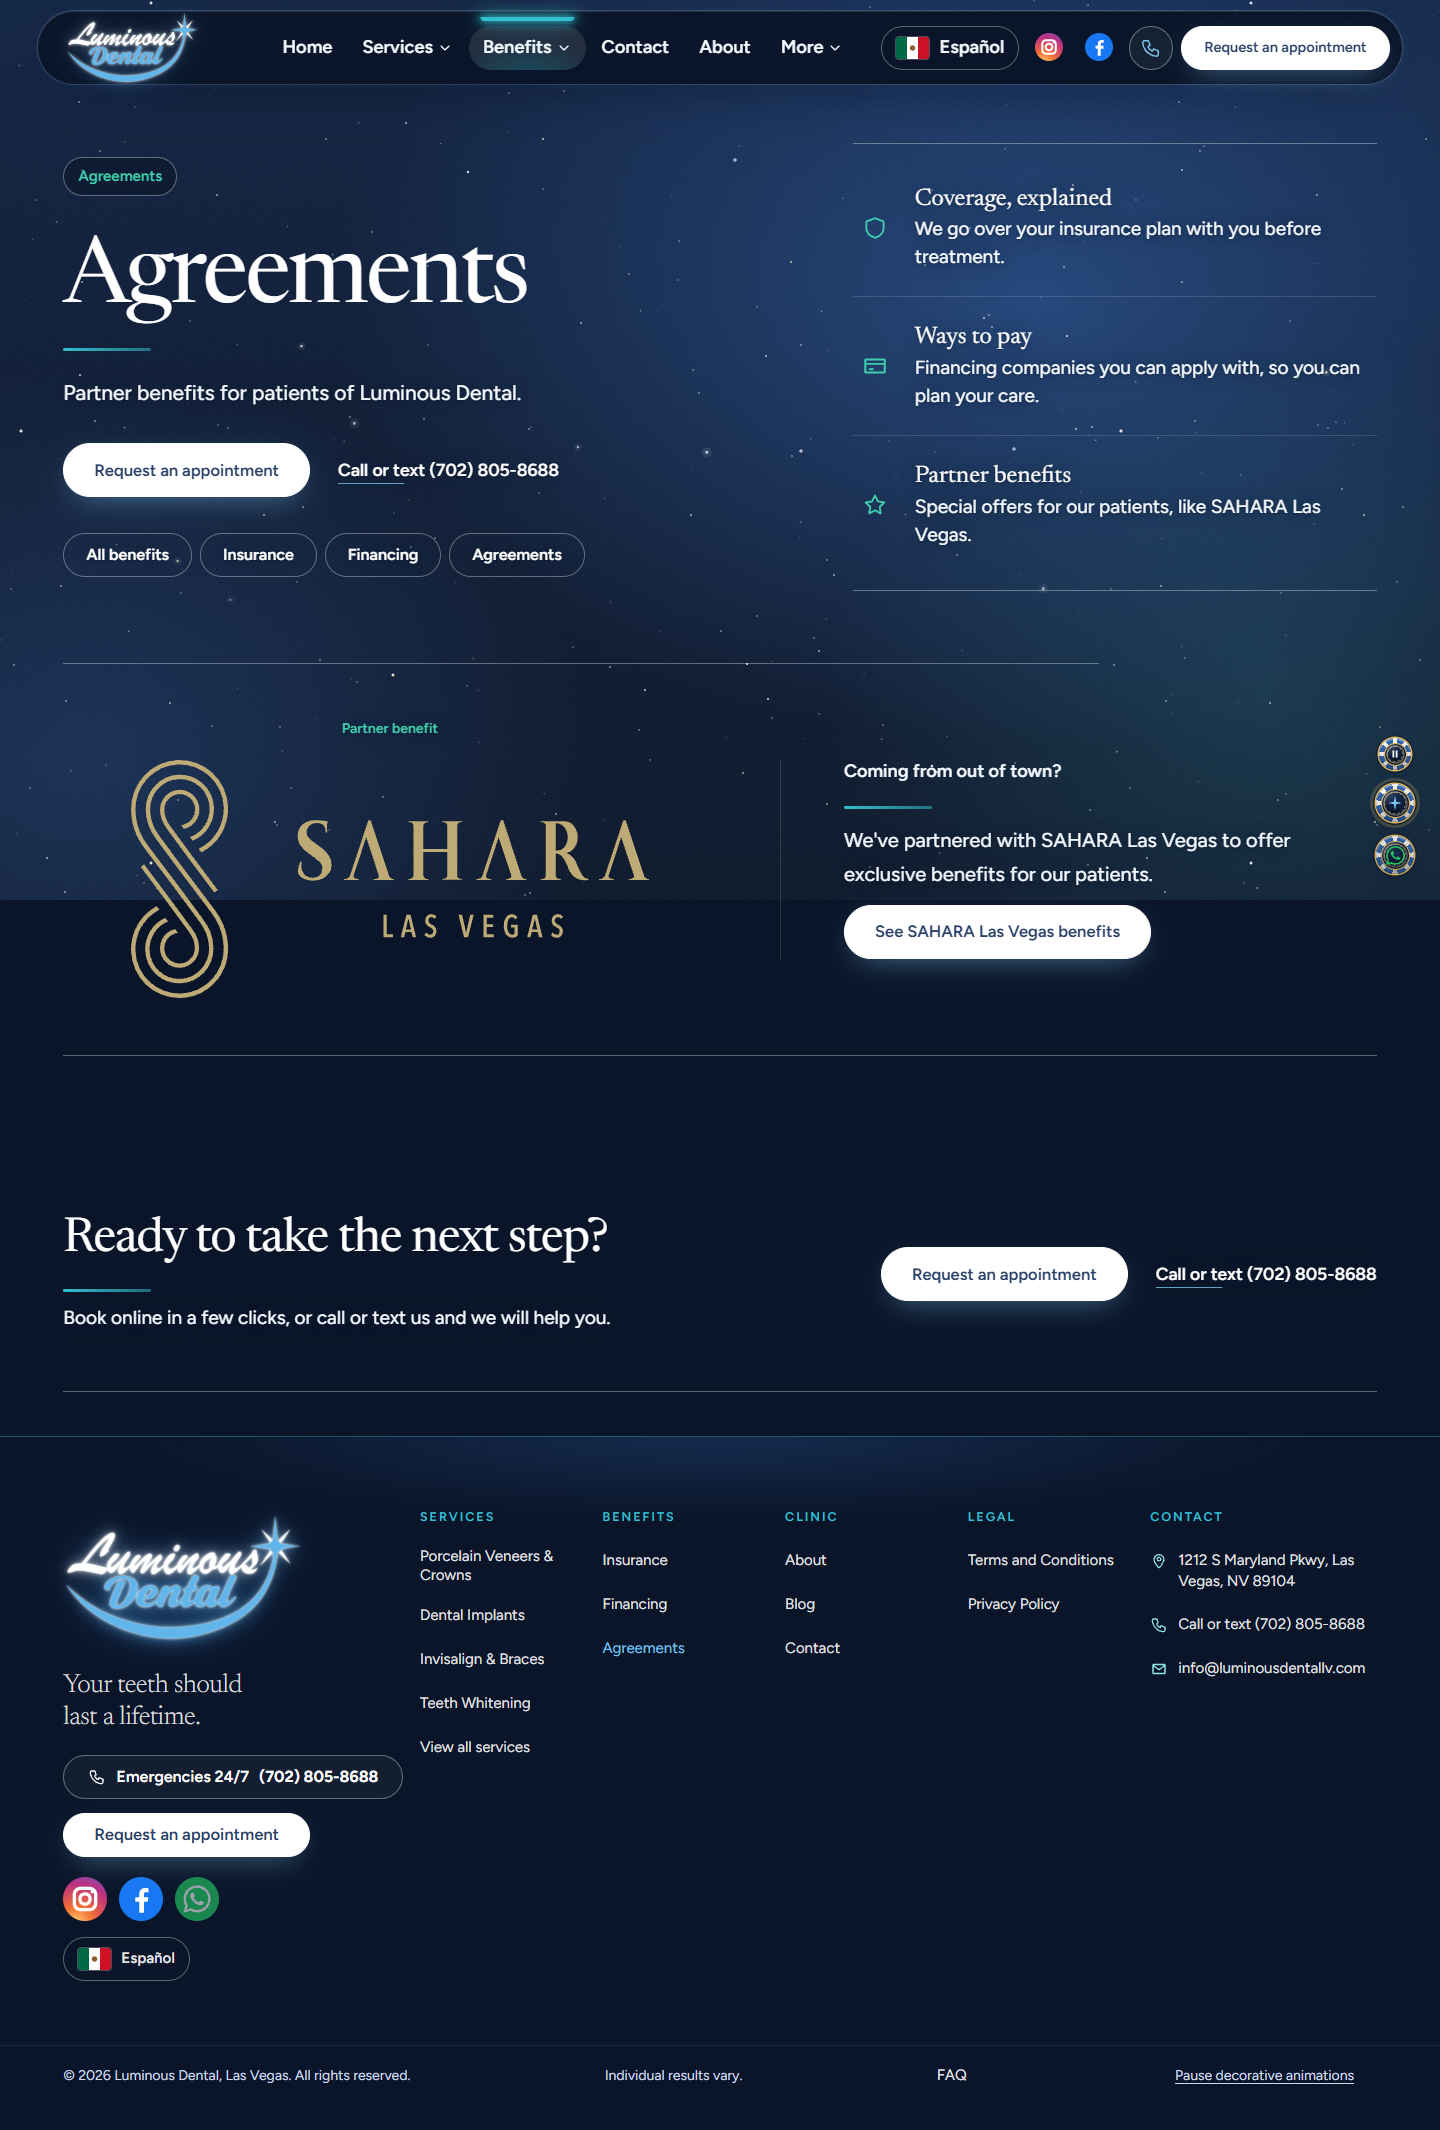 Luminous
Dental
Home
Services
Benefits
Contact
About
More
Español
Request an appointment
Agreements
Agreements
Partner benefits for patients of Luminous Dental.
Request an appointment
Call or text (702) 805-8688
All benefits
Insurance
Financing
Agreements
Coverage, explained
We go over your insurance plan with you before
treatment.
Ways to pay
Financing companies you can apply with, so you can
plan your care.
Partner benefits
Special offers for our patients, like SAHARA Las
Vegas.
Partner benefit
SAHARA
LAS VEGAS
Coming from out of town?
We've partnered with SAHARA Las Vegas to offer
exclusive benefits for our patients.
See SAHARA Las Vegas benefits
Ready to take the next step?
Book online in a few clicks, or call or text us and we will help you.
Request an appointment
Call or text (702) 805-8688
Luminous
Dental
Your teeth should
last a lifetime.
Emergencies 24/7 (702) 805-8688
Request an appointment
Español
SERVICES
Porcelain Veneers &
Crowns
Dental Implants
Invisalign & Braces
Teeth Whitening
View all services
BENEFITS
Insurance
Financing
Agreements
CLINIC
About
Blog
Contact
LEGAL
Terms and Conditions
Privacy Policy
CONTACT
1212 S Maryland Pkwy, Las
Vegas, NV 89104
Call or text (702) 805-8688
info@luminousdentallv.com
© 2026 Luminous Dental, Las Vegas. All rights reserved.
Individual results vary.
FAQ
Pause decorative animations